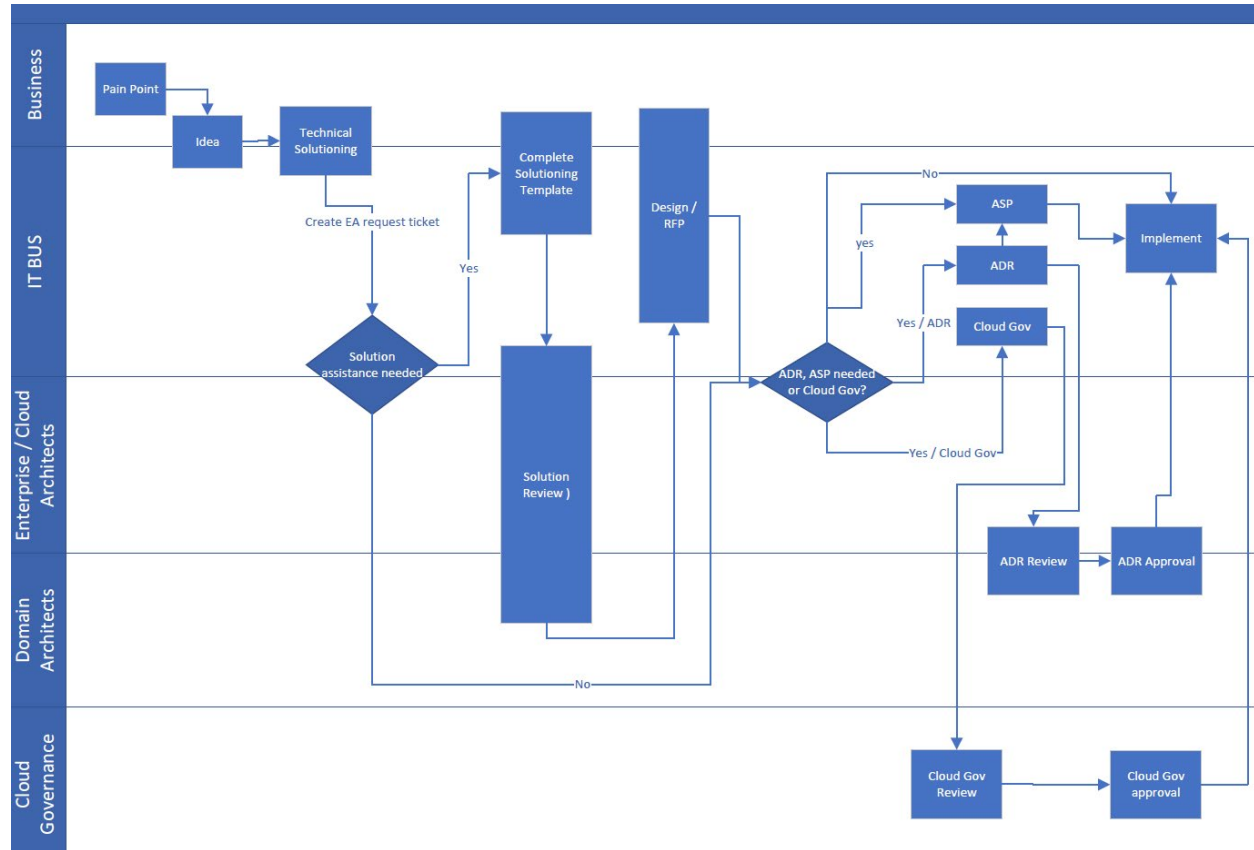 Business
Pain Point
Idea
Technical
Solutioning
Complete
Solutioning
Template
IT BUS
Create EA request ticket
Yes
Solution
assistance needed
Design /
RFP
No
yes
ASP
ADR
Yes / ADR
Cloud Gov
Implement
ADR, ASP needed
or Cloud Gov?
Enterprise / Cloud
Architects
Yes / Cloud Gov
Solution
Review )
ADR Review
ADR Approval
Domain
Architects
No
Cloud
Governance
Cloud Gov
Review
Cloud Gov
approval